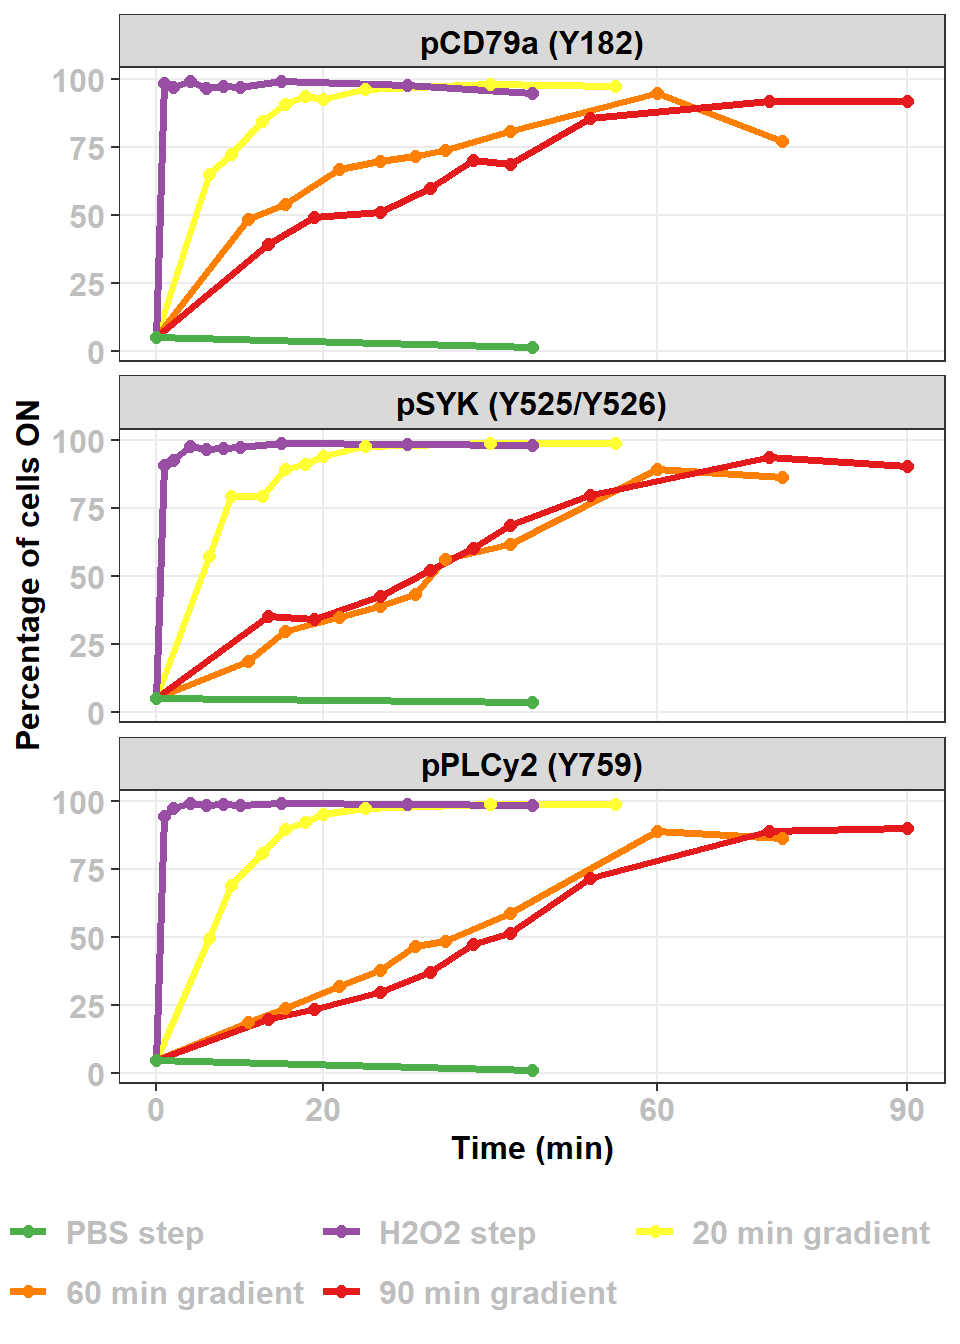 pCD79a (Y182)
100
75
50
25
0
pSYK (Y525/Y526)
100
75
50
25
0
pPLCy2 (Y759)
100
75
50
25
0
Percentage of cells ON
0 20 60 90
Time (min)
PBS step H2O2 step 20 min gradient
60 min gradient 90 min gradient